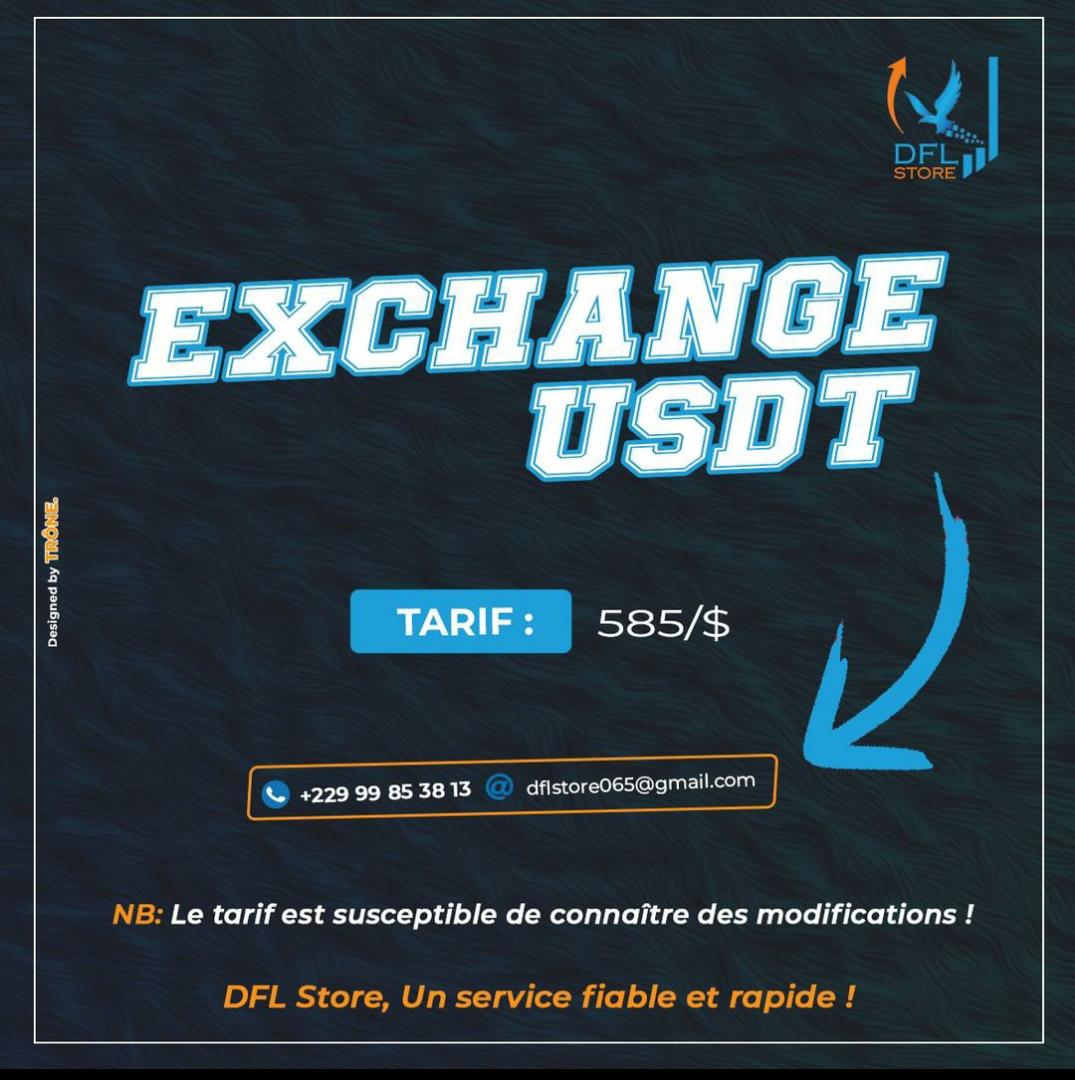 DFL
STORE
EXCHANGE
USDT
Designed by TRÔNE.
TARIF : 585/$
+229 99 85 38 13 @ dflstore065@gmail.com
NB: Le tarif est susceptible de connaître des modifications !
DFL Store, Un service fiable et rapide !